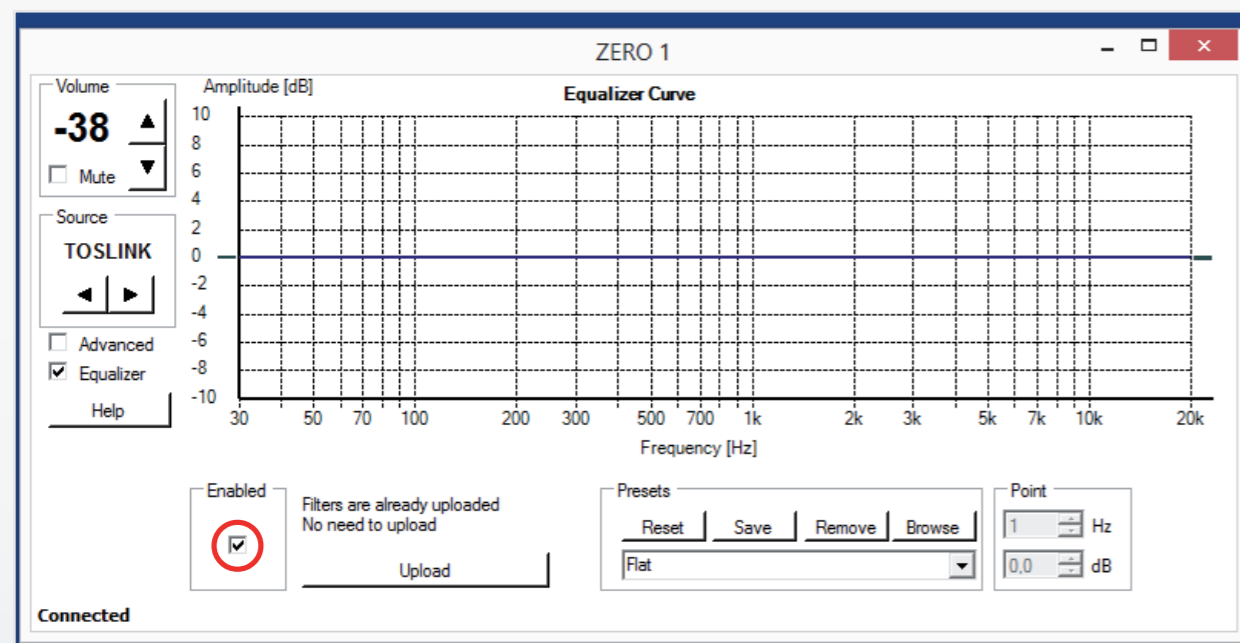 ZERO 1
Volume
-38
Mute
Source
TOSLINK
Advanced
Equalizer
Help
Amplitude [dB]
Equalizer Curve
10
8
6
4
2
0
-2
-4
-6
-8
-10
30 50 70 100 200 300 500 700 1k 2k 3k 5k 7k 10k 20k
Frequency [Hz]
Enabled
Filters are already uploaded
No need to upload
Upload
Presets
Reset Save Remove Browse
Flat
Point
1 Hz
0,0 dB
Connected